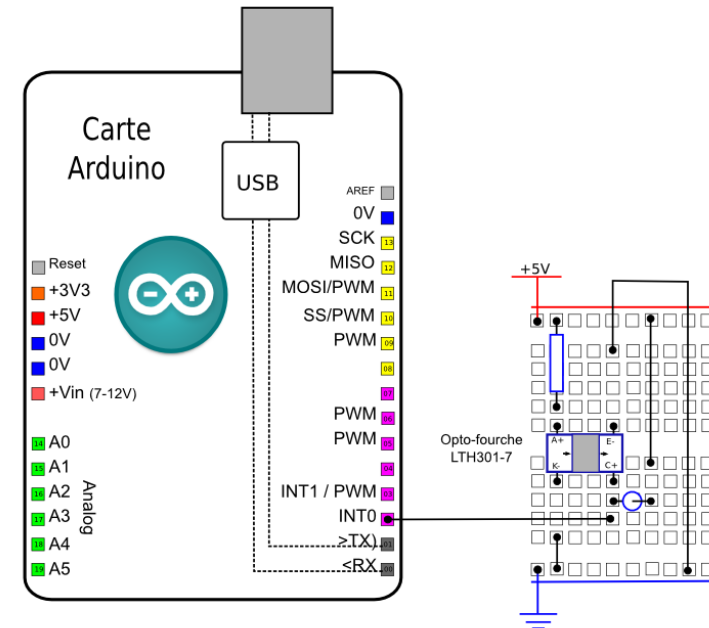 Carte
Arduino
USB
AREF
0V
SCK 13
MISO 12
MOSI/PWM 11
SS/PWM 10
PWM 09
08
07
PWM 06
PWM 05
04
INT1 / PWM 03
INT0
>TX) 01
<RX 00
Reset
+3V3
+5V
0V
0V
+Vin (7-12V)
14 A0
15 A1
16 A2
17 A3
18 A4
19 A5
Analog
+5V
Opto-fourche
LTH301-7
A+ E-
K- C+